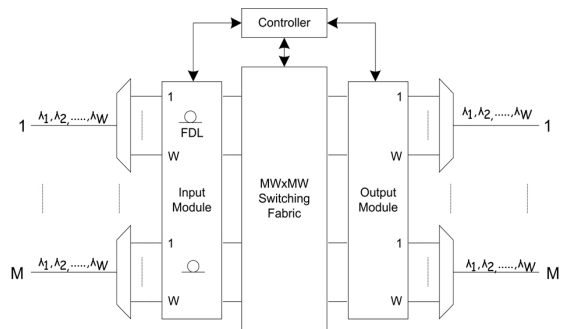 Controller
1 λ1, λ2, ....., λW
1
FDL
W
Input
Module
MWxMW
Switching
Fabric
1
W
Output
Module
λ1, λ2, ....., λW 1
M λ1, λ2, ....., λW
1
W
1
W
λ1, λ2, ....., λW M